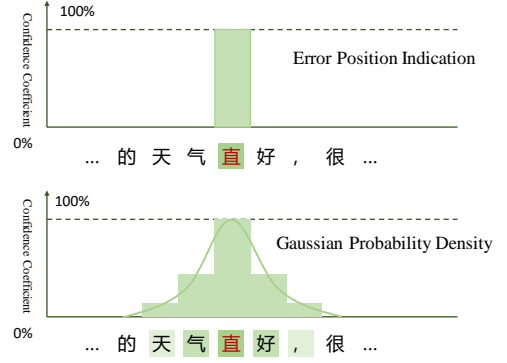 100%
Confidence Coefficient
Error Position Indication
0%
... 的 天 气 直 好 , 很 ...
100%
Confidence Coefficient
Gaussian Probability Density
0%
... 的 天 气 直 好 , 很 ...